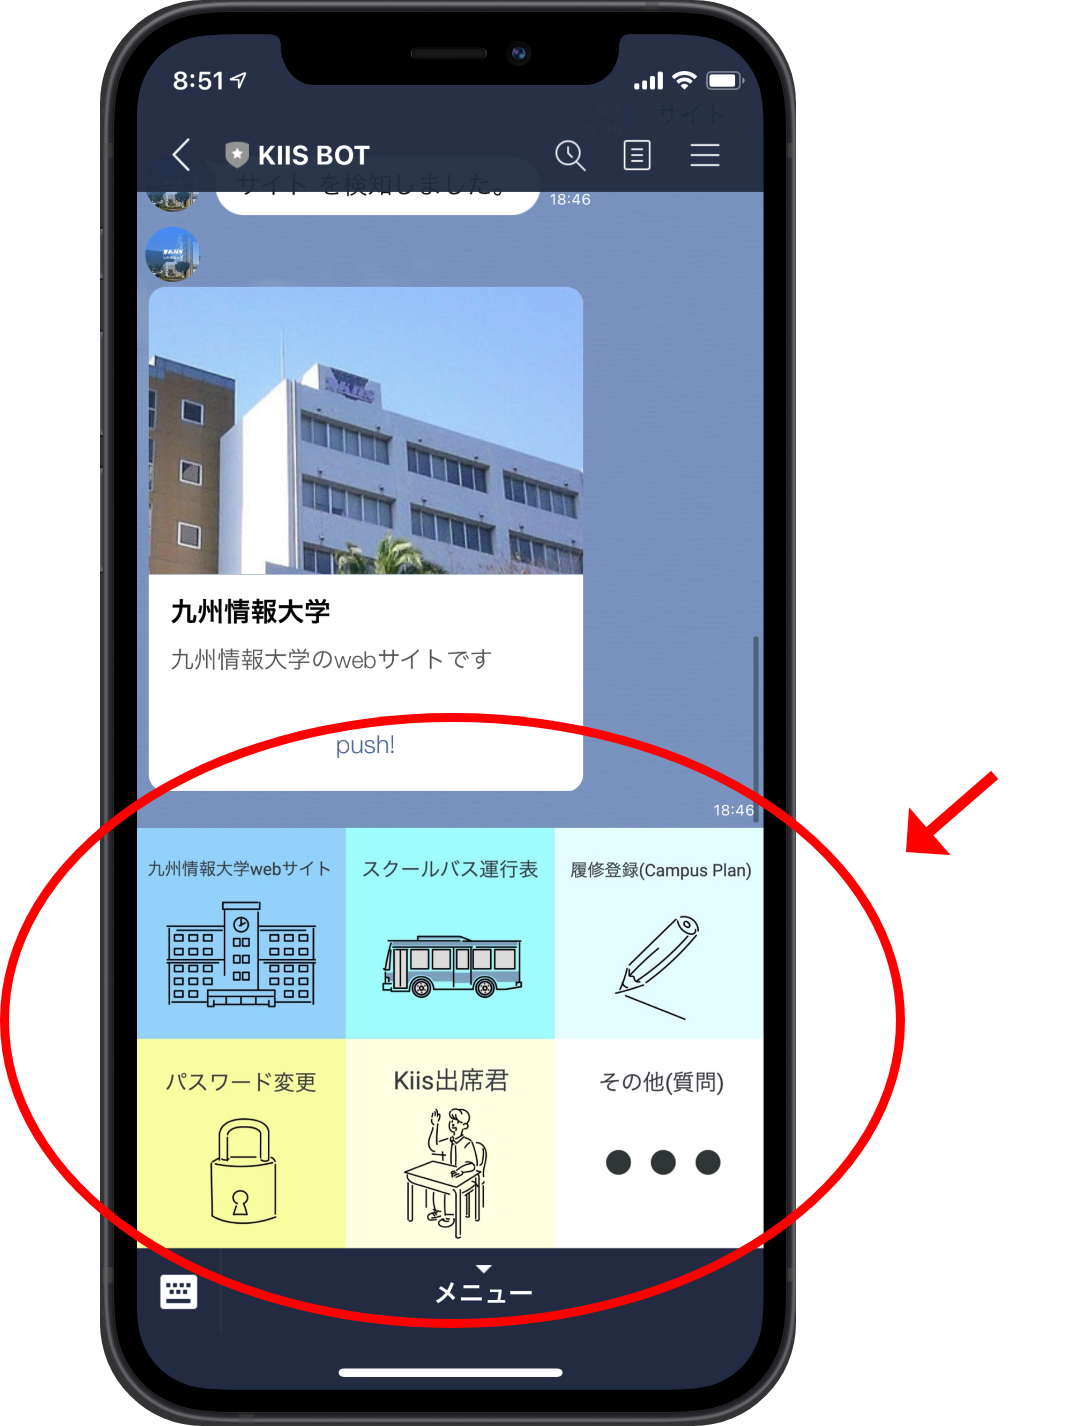 8:51
サイト
18:46
KIIS BOT
サイト を検知しました。
18:46
KIIS
九州情報大学
九州情報大学のwebサイトです
push!
18:46
九州情報大学webサイト
スクールバス運行表
履修登録(Campus Plan)
パスワード変更
Kiis出席君
その他(質問)
メニュー